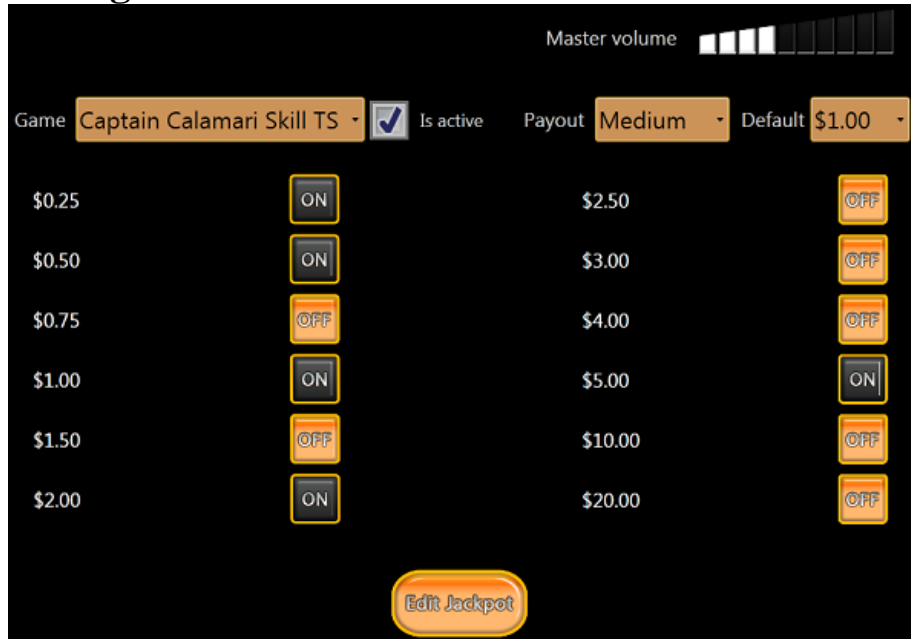 Master volume
Game Captain Calamari Skill TS Is active Payout Medium Default $1.00
$0.25 ON $2.50 OFF
$0.50 ON $3.00 OFF
$0.75 OFF $4.00 OFF
$1.00 ON $5.00 ON
$1.50 OFF $10.00 OFF
$2.00 ON $20.00 OFF
Edit Jackpot